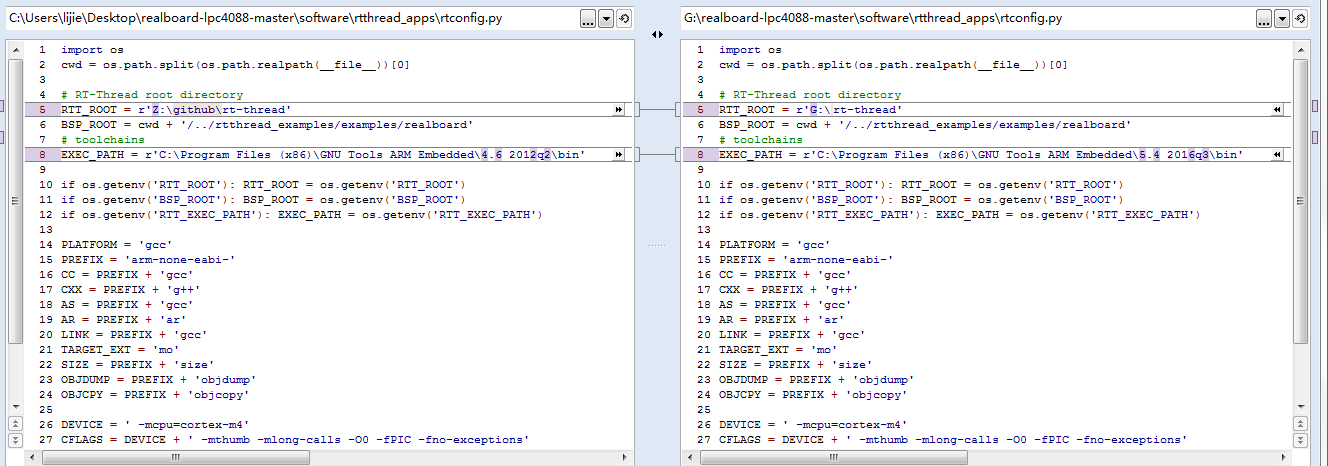 C:\Users\lijie\Desktop\realboard-lpc4088-master\software\rtthread_apps\rtconfig.py
1 import os
2 cwd = os.path.split(os.path.realpath(__file__))[0]
3
4 # RT-Thread root directory
5 RTT_ROOT = r'Z:\github\rt-thread'
6 BSP_ROOT = cwd + '/../rtthread_examples/examples/realboard'
7 # toolchains
8 EXEC_PATH = r'C:\Program Files (x86)\GNU Tools ARM Embedded\4.6 2012q2\bin'
9
10 if os.getenv('RTT_ROOT'): RTT_ROOT = os.getenv('RTT_ROOT')
11 if os.getenv('BSP_ROOT'): BSP_ROOT = os.getenv('BSP_ROOT')
12 if os.getenv('RTT_EXEC_PATH'): EXEC_PATH = os.getenv('RTT_EXEC_PATH')
13
14 PLATFORM = 'gcc'
15 PREFIX = 'arm-none-eabi-'
16 CC = PREFIX + 'gcc'
17 CXX = PREFIX + 'g++'
18 AS = PREFIX + 'gcc'
19 AR = PREFIX + 'ar'
20 LINK = PREFIX + 'gcc'
21 TARGET_EXT = 'mo'
22 SIZE = PREFIX + 'size'
23 OBJDUMP = PREFIX + 'objdump'
24 OBJCPY = PREFIX + 'objcopy'
25
26 DEVICE = ' -mcpu=cortex-m4'
27 CFLAGS = DEVICE + ' -mthumb -mlong-calls -O0 -fPIC -fno-exceptions'
G:\realboard-lpc4088-master\software\rtthread_apps\rtconfig.py
1 import os
2 cwd = os.path.split(os.path.realpath(__file__))[0]
3
4 # RT-Thread root directory
5 RTT_ROOT = r'G:\rt-thread'
6 BSP_ROOT = cwd + '/../rtthread_examples/examples/realboard'
7 # toolchains
8 EXEC_PATH = r'C:\Program Files (x86)\GNU Tools ARM Embedded\5.4 2016q3\bin'
9
10 if os.getenv('RTT_ROOT'): RTT_ROOT = os.getenv('RTT_ROOT')
11 if os.getenv('BSP_ROOT'): BSP_ROOT = os.getenv('BSP_ROOT')
12 if os.getenv('RTT_EXEC_PATH'): EXEC_PATH = os.getenv('RTT_EXEC_PATH')
13
14 PLATFORM = 'gcc'
15 PREFIX = 'arm-none-eabi-'
16 CC = PREFIX + 'gcc'
17 CXX = PREFIX + 'g++'
18 AS = PREFIX + 'gcc'
19 AR = PREFIX + 'ar'
20 LINK = PREFIX + 'gcc'
21 TARGET_EXT = 'mo'
22 SIZE = PREFIX + 'size'
23 OBJDUMP = PREFIX + 'objdump'
24 OBJCPY = PREFIX + 'objcopy'
25
26 DEVICE = ' -mcpu=cortex-m4'
27 CFLAGS = DEVICE + ' -mthumb -mlong-calls -O0 -fPIC -fno-exceptions'